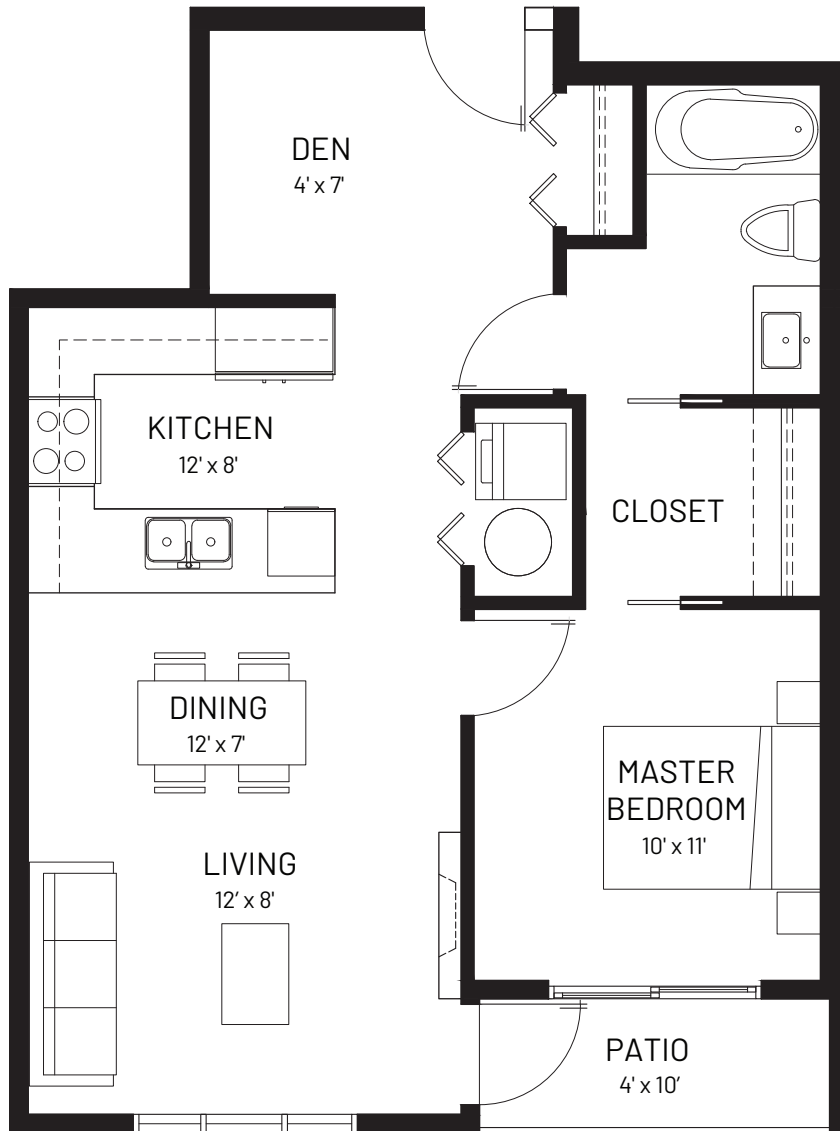 DEN
4' x 7'
KITCHEN
12' x 8'
CLOSET
DINING
12' x 7'
MASTER
BEDROOM
10' x 11'
LIVING
12’ x 8'
PATIO
4' x 10’